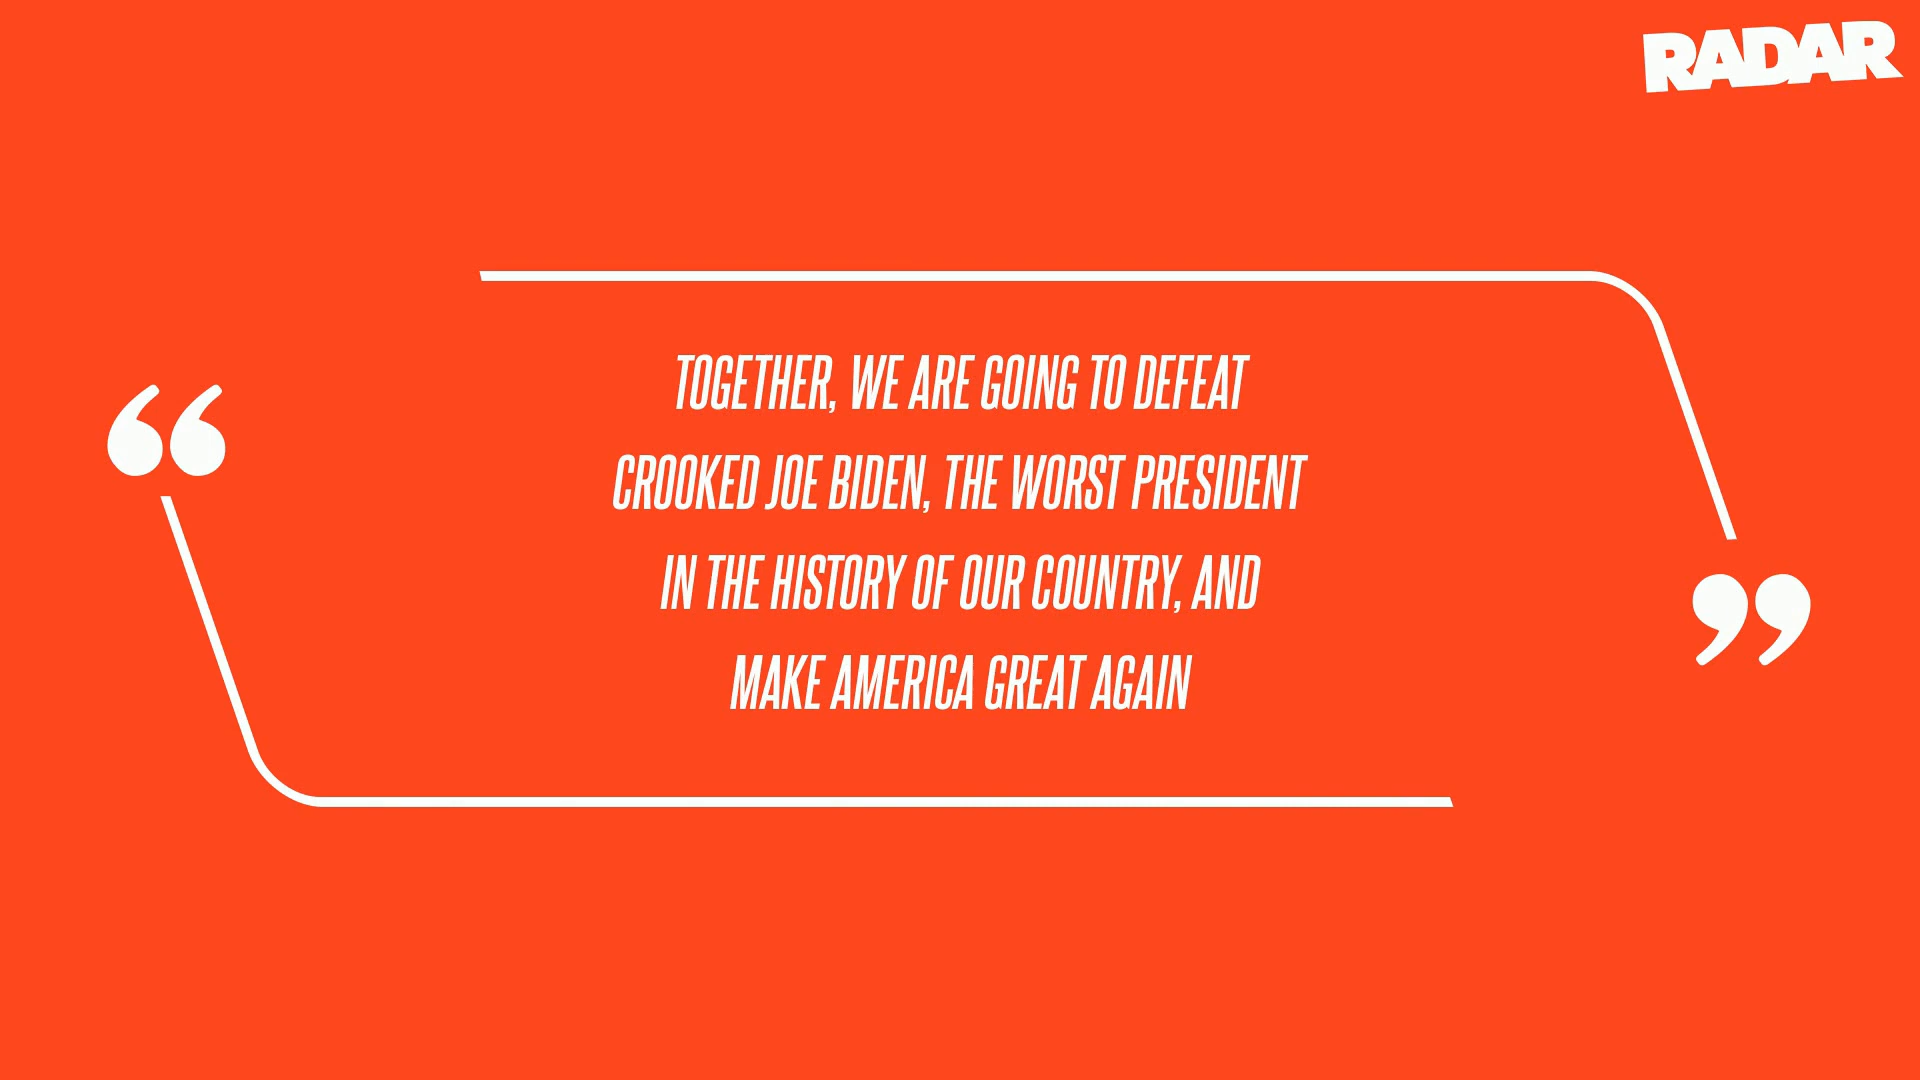 RADAR
“
TOGETHER, WE ARE GOING TO DEFEAT
CROOKED JOE BIDEN, THE WORST PRESIDENT
IN THE HISTORY OF OUR COUNTRY, AND
MAKE AMERICA GREAT AGAIN
”